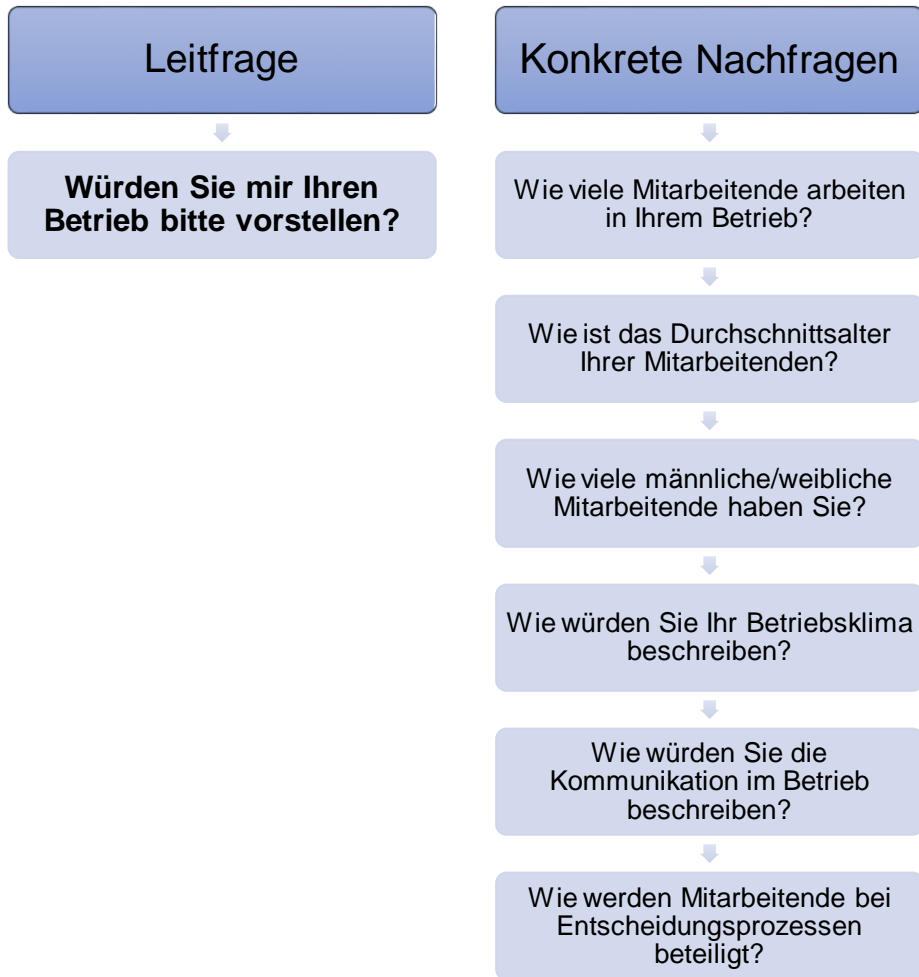 Leitfrage
Würden Sie mir Ihren
Betrieb bitte vorstellen?
Konkrete Nachfragen
Wie viele Mitarbeitende arbeiten
in Ihrem Betrieb?
Wie ist das Durchschnittsalter
Ihrer Mitarbeitenden?
Wie viele männliche/weibliche
Mitarbeitende haben Sie?
Wie würden Sie Ihr Betriebsklima
beschreiben?
Wie würden Sie die
Kommunikation im Betrieb
beschreiben?
Wie werden Mitarbeitende bei
Entscheidungsprozessen
beteiligt?